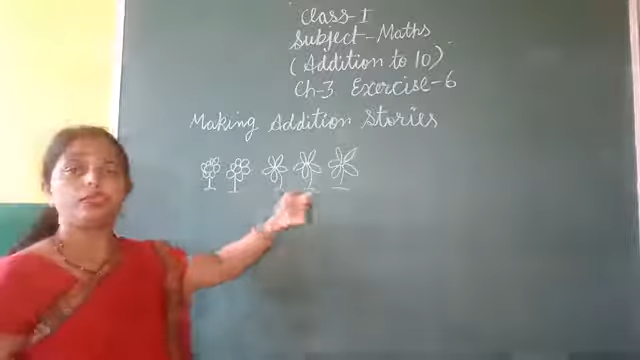 Class-I
Subject-Maths
(Addition to 10)
Ch-3 Exercise-6
Making Addition Stories